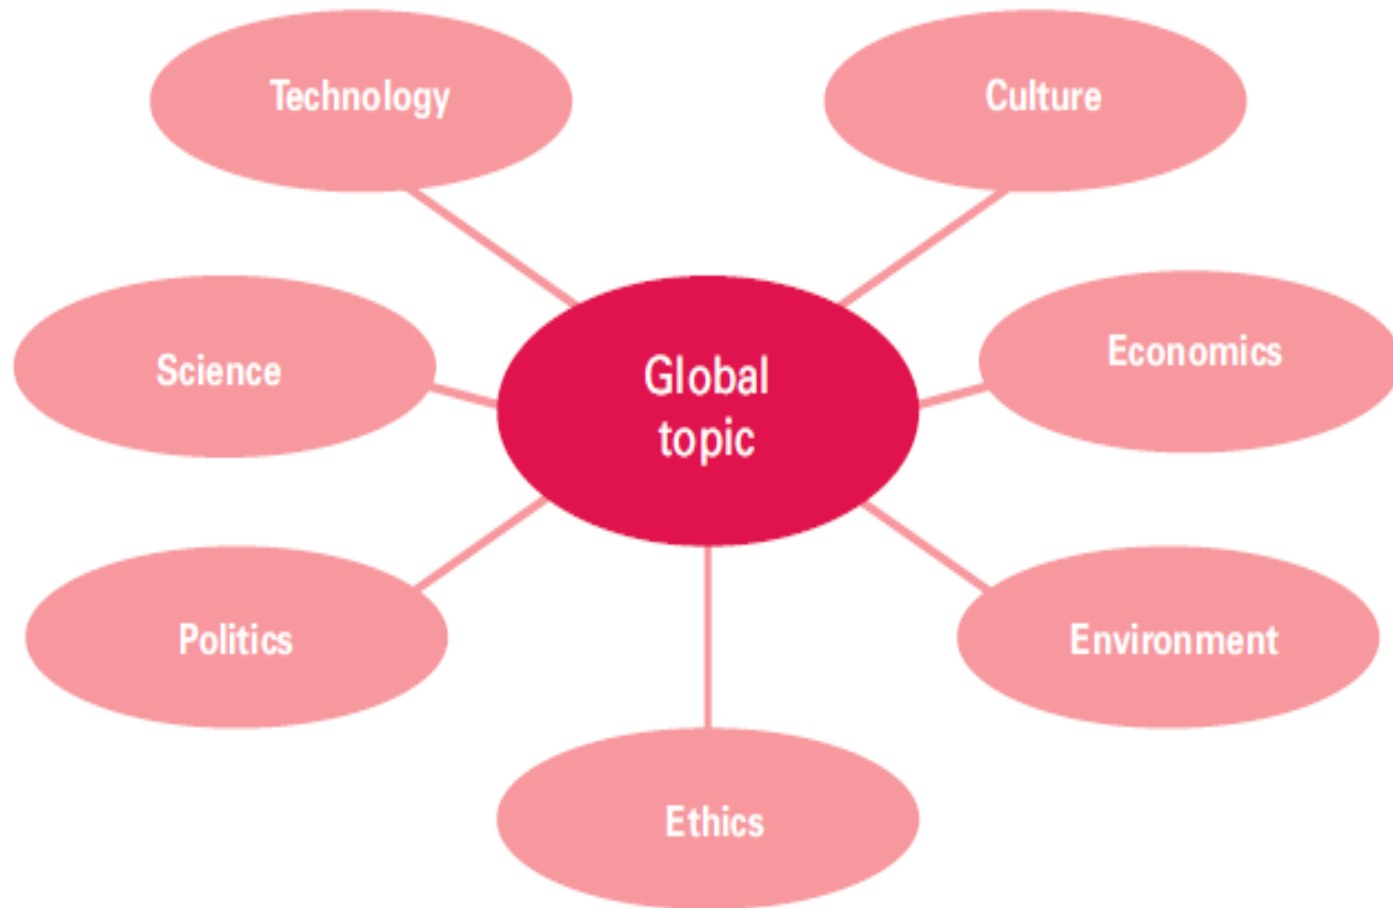 Technology
Culture
Science
Global
topic
Economics
Politics
Environment
Ethics